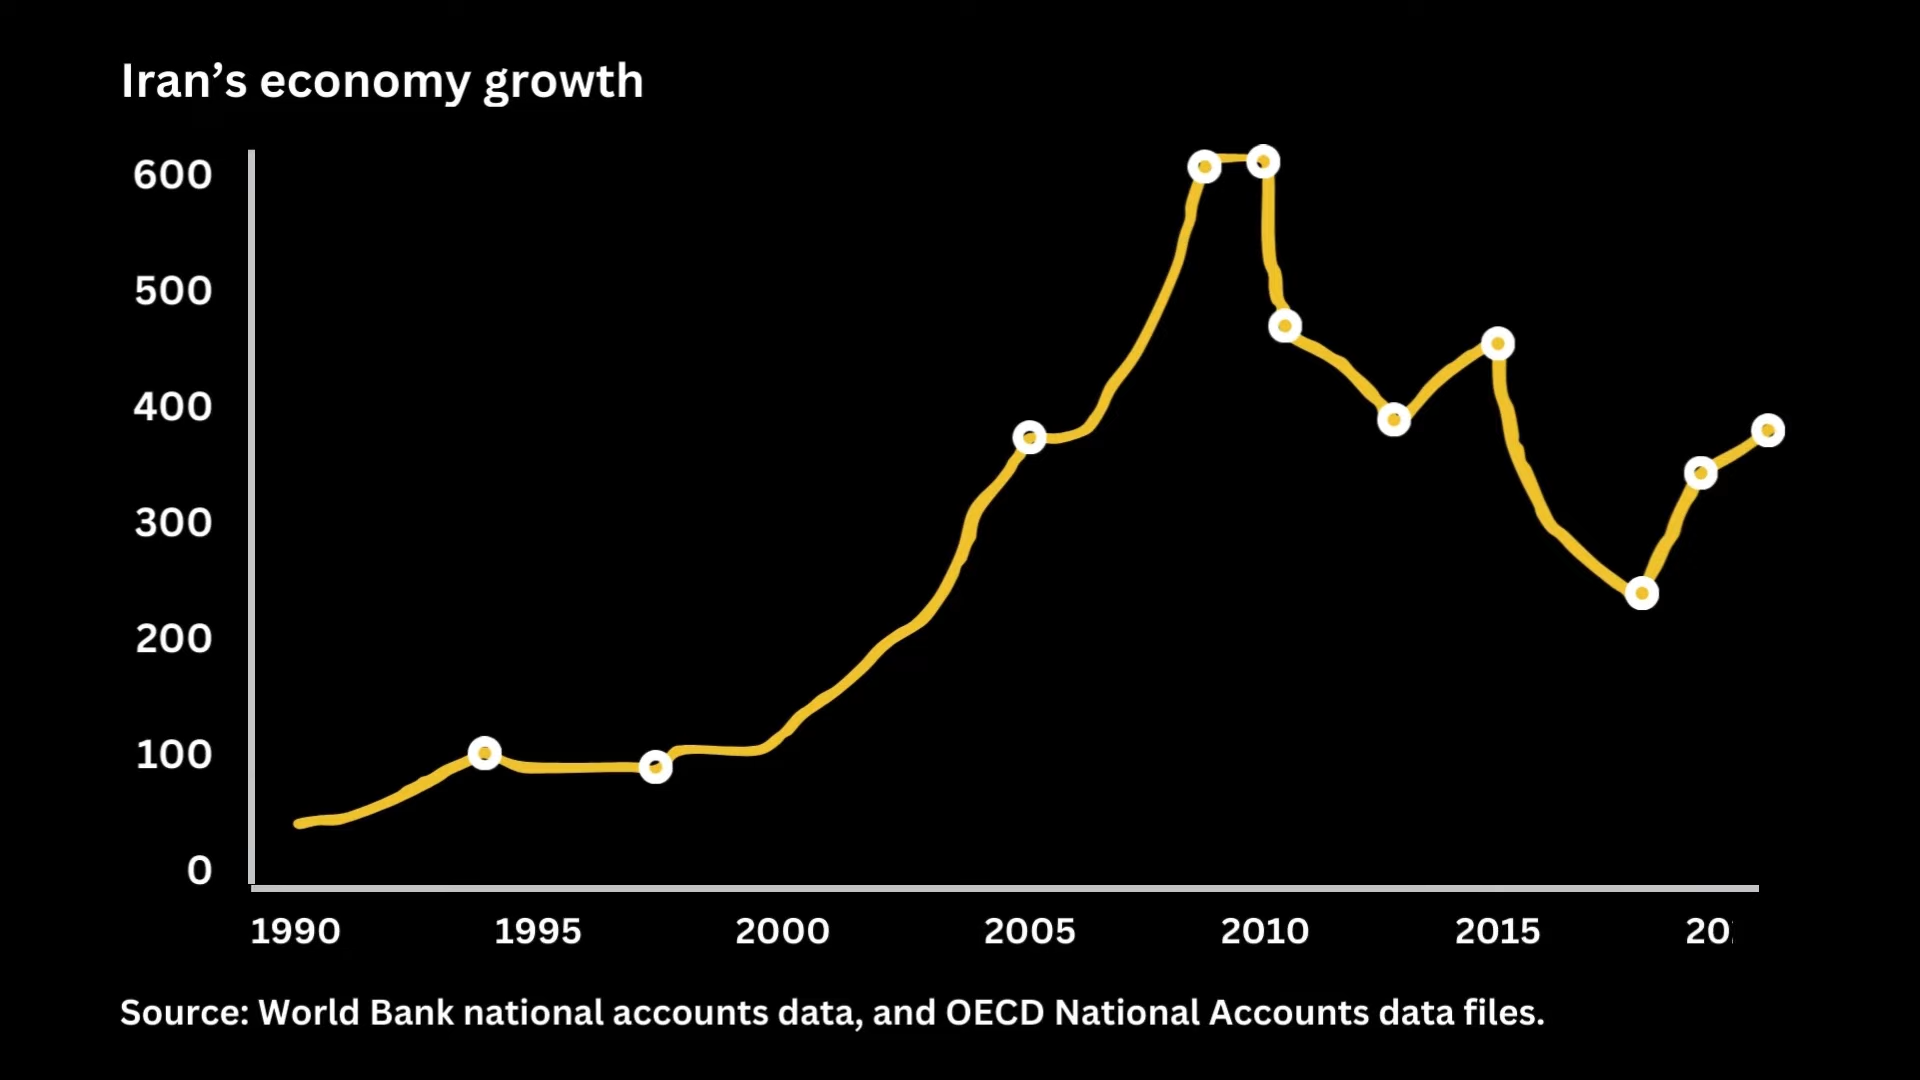 Iran’s economy growth
600
500
400
300
200
100
0
1990 1995 2000 2005 2010 2015 20
Source: World Bank national accounts data, and OECD National Accounts data files.